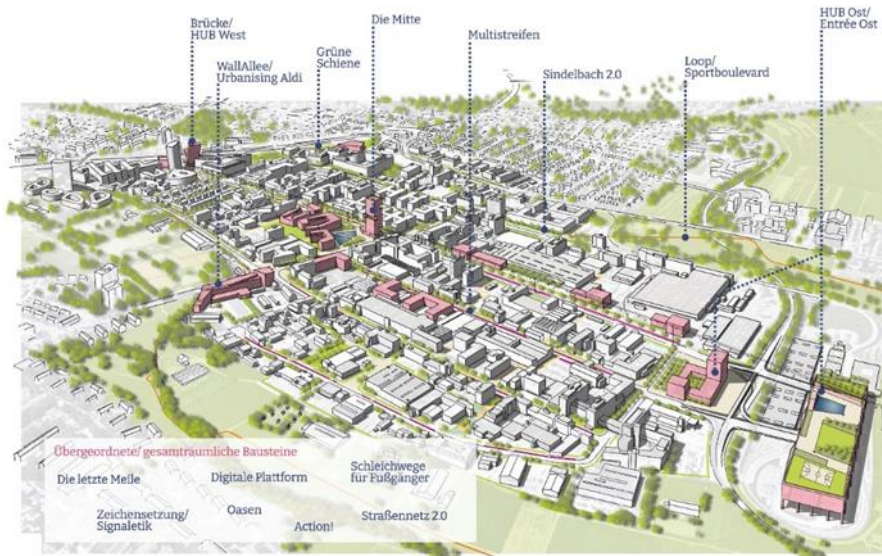 Brücke/
HUB West
WallAllee/
Urbanising Aldi
Grüne
Schiene
Die Mitte
Multistreifen
Sindelbach 2.0
Loop/
Sportboulevard
HUB Ost/
Entrée Ost
Übergeordnete/ gesamträumliche Bausteine
Die letzte Melle
Digitale Plattform
Schleichwege
für Fußgänger
Zeichensetzung/
Signaletik
Oasen
Action!
Straßennetz 2.0